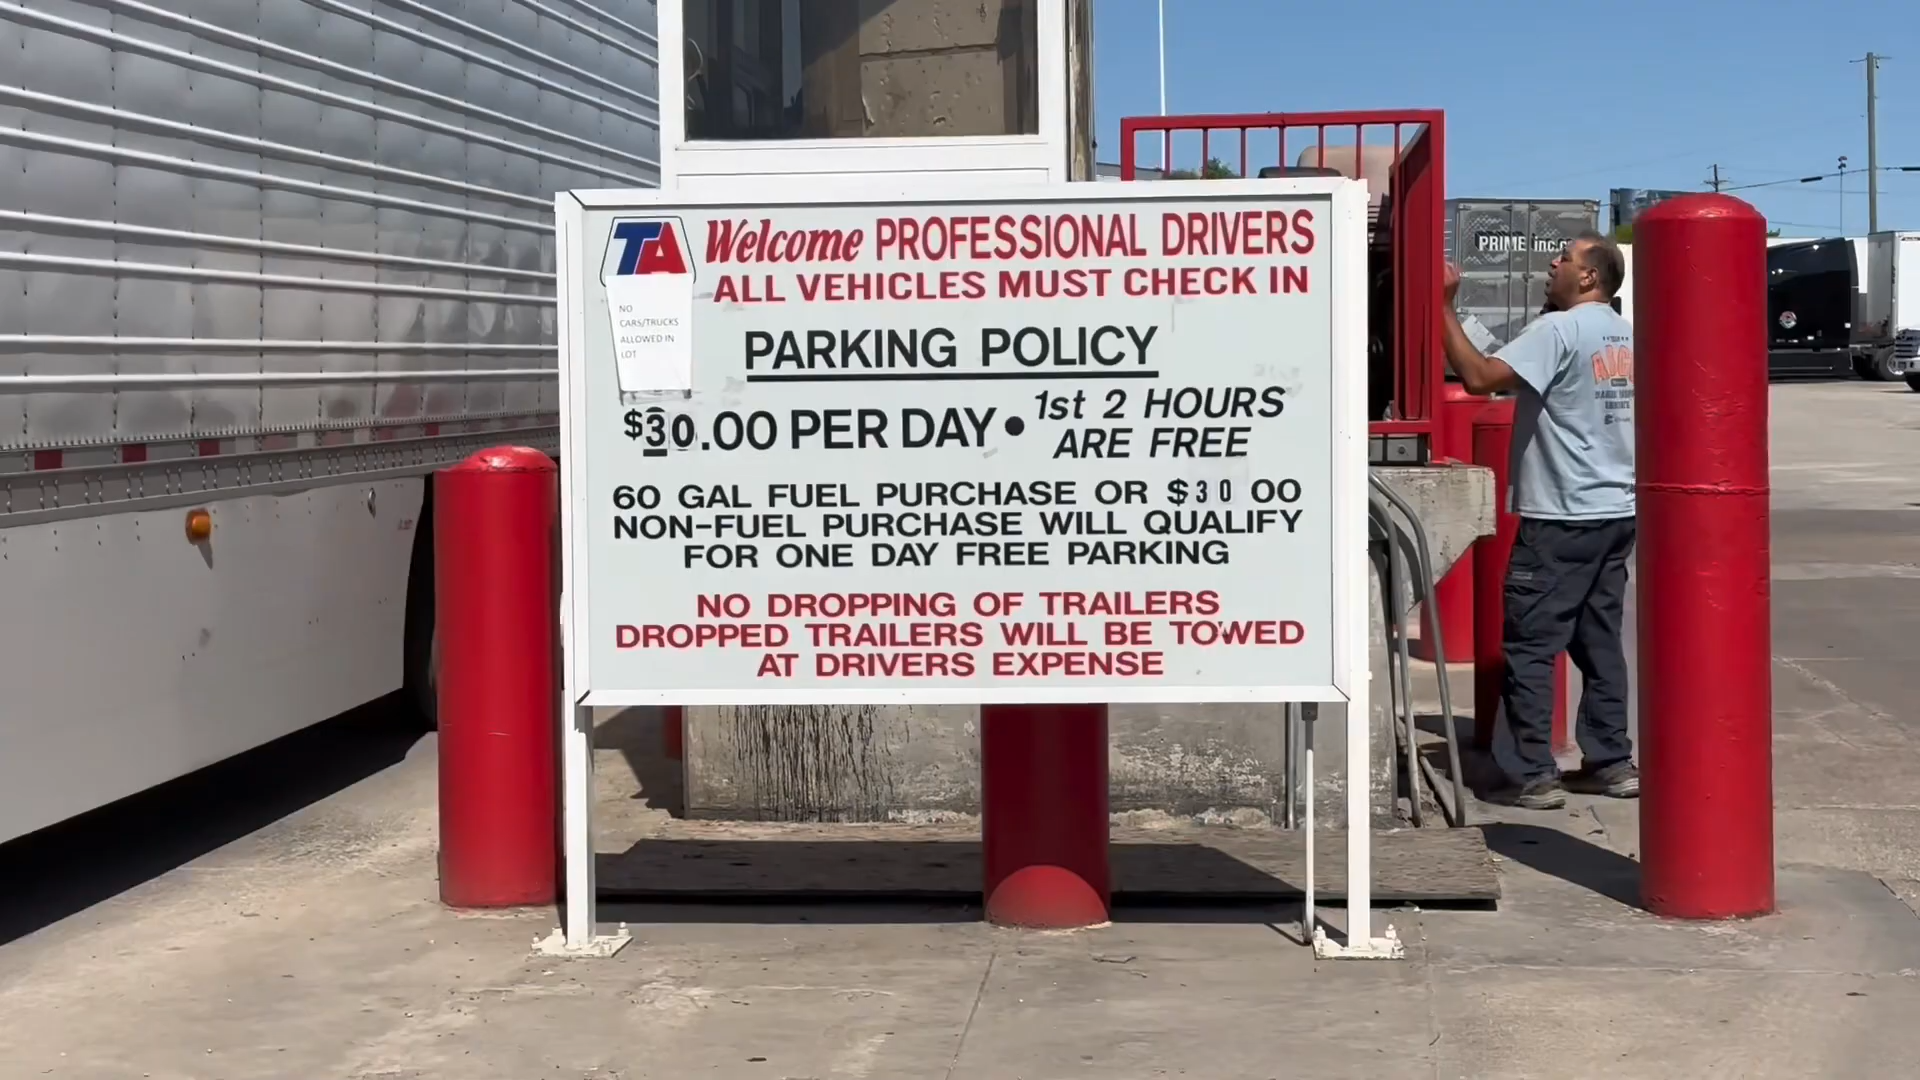 TA
Welcome PROFESSIONAL DRIVERS
ALL VEHICLES MUST CHECK IN
NO
CARS/TRUCKS
ALLOWED IN
LOT
PARKING POLICY
$30.00 PER DAY • 1st 2 HOURS
ARE FREE
60 GAL FUEL PURCHASE OR $30 00
NON-FUEL PURCHASE WILL QUALIFY
FOR ONE DAY FREE PARKING
NO DROPPING OF TRAILERS
DROPPED TRAILERS WILL BE TOWED
AT DRIVERS EXPENSE
PRIME inc.